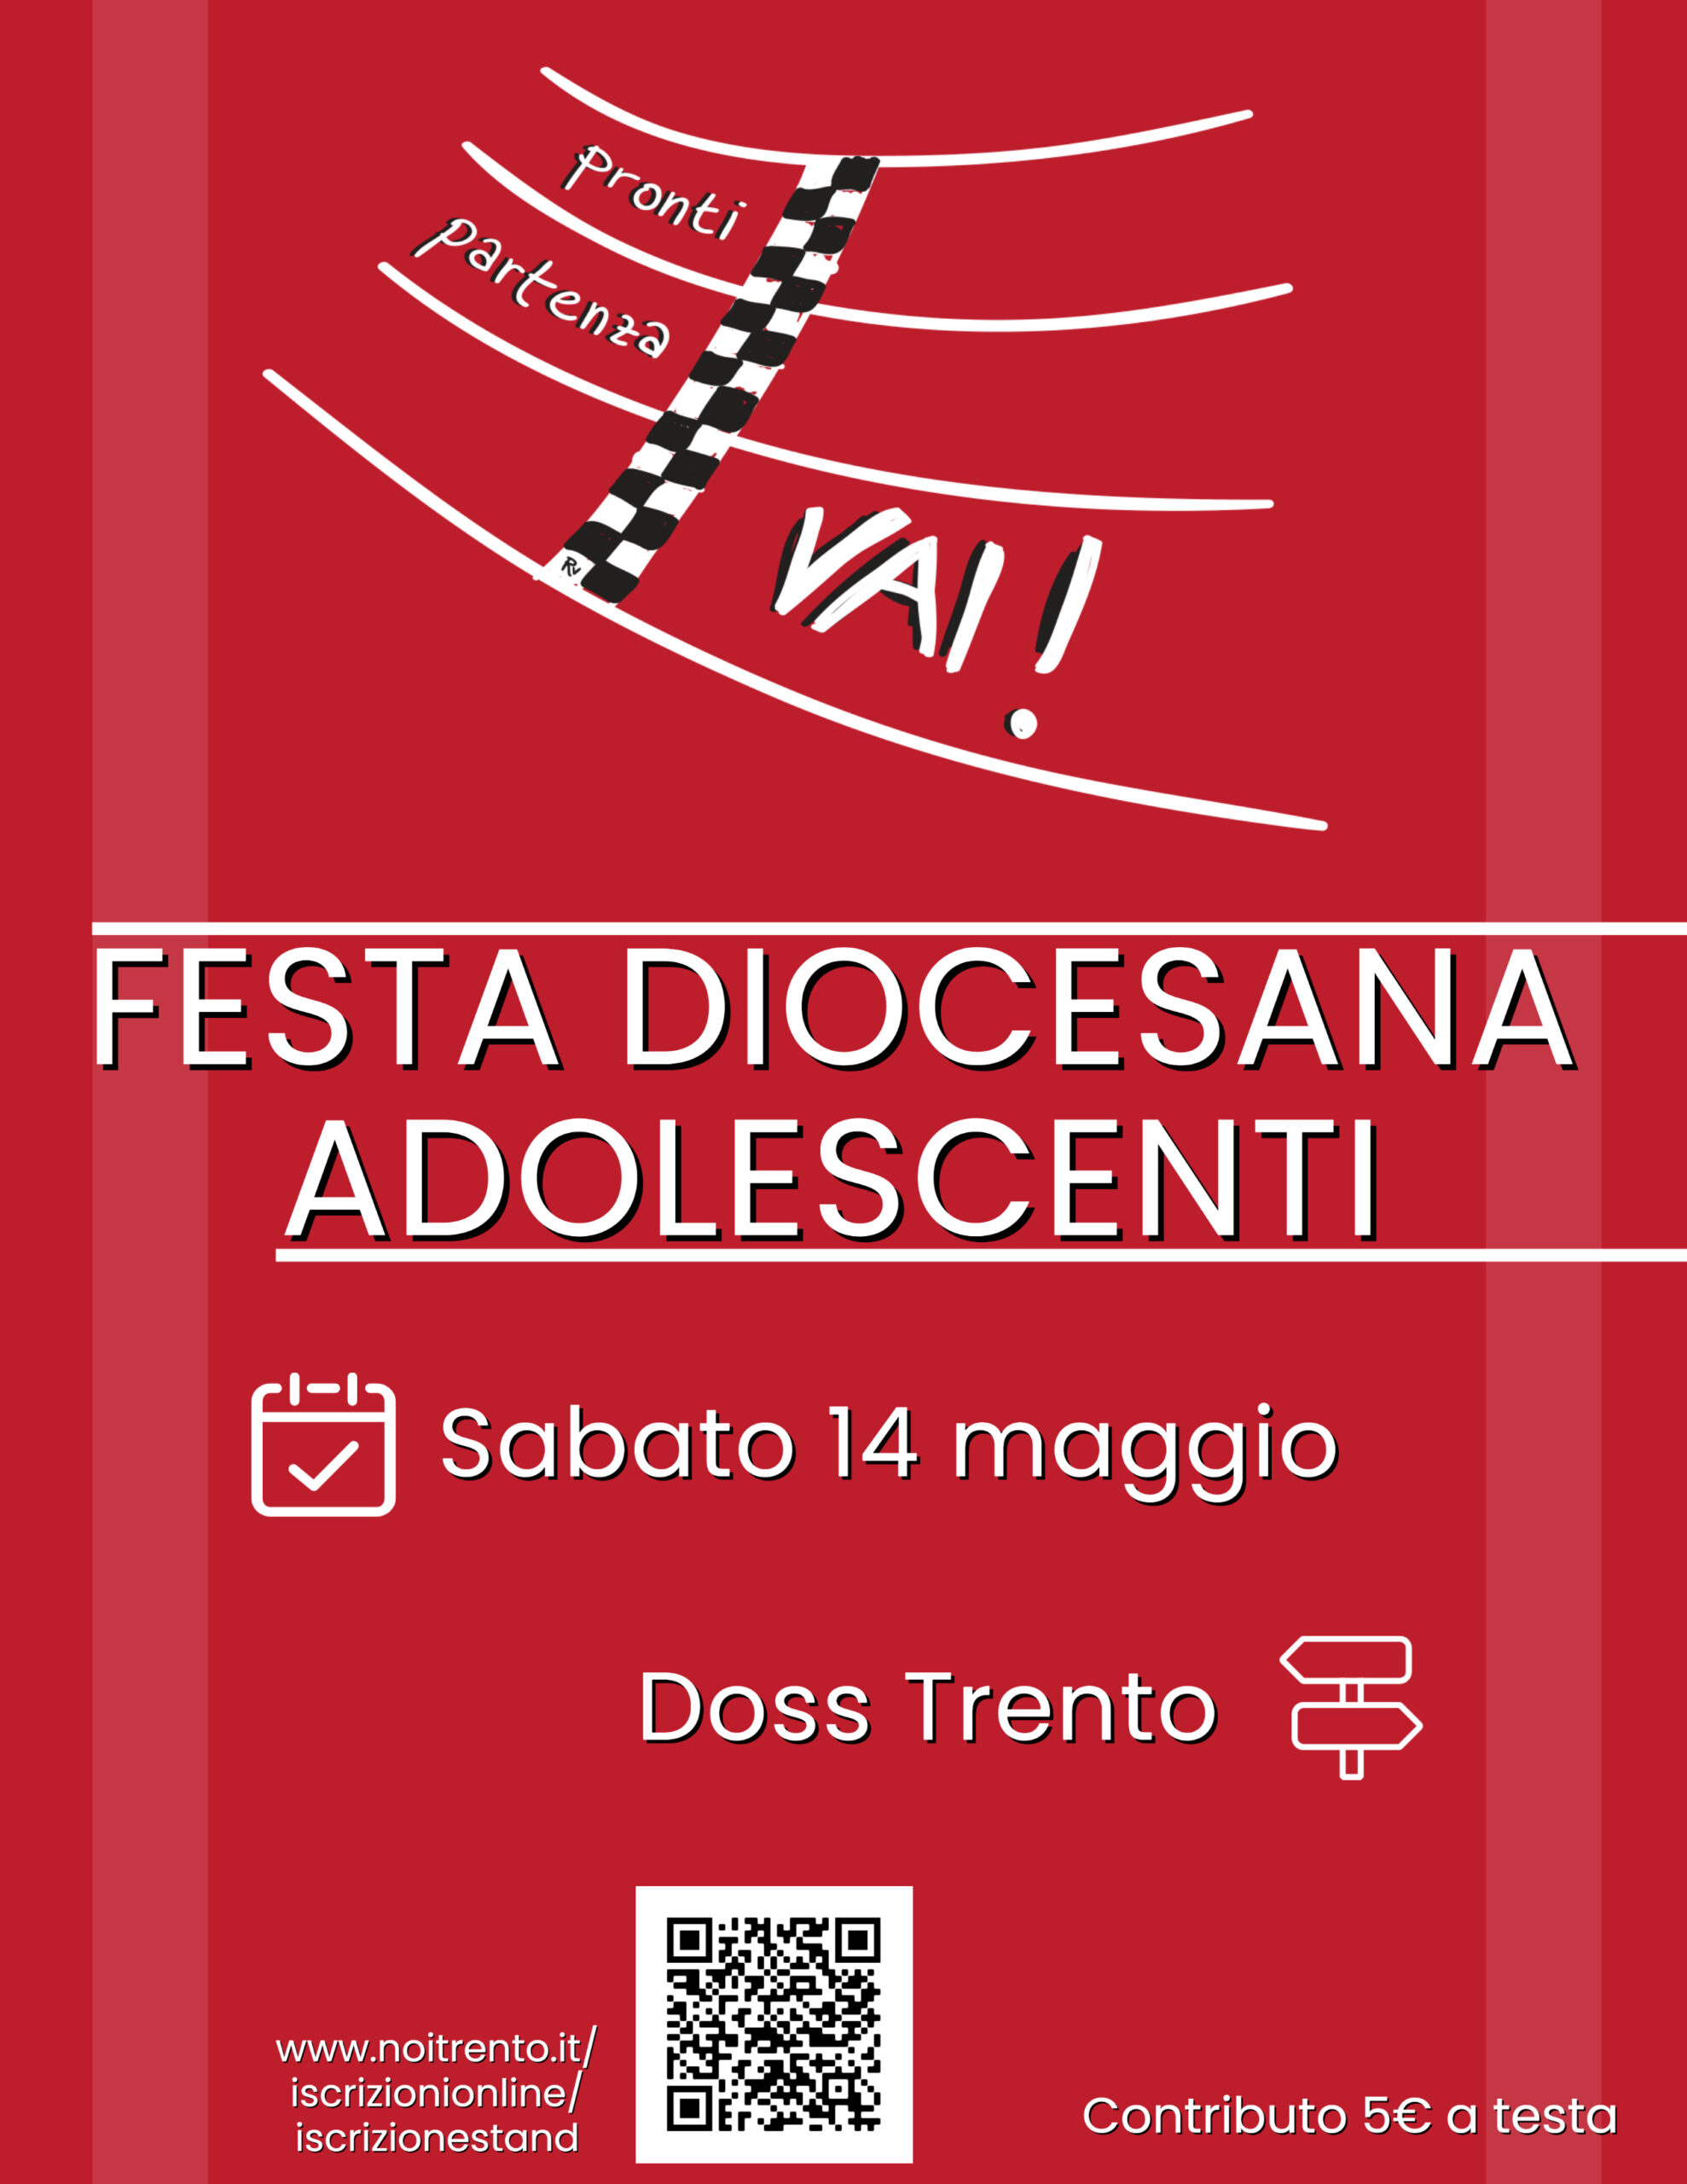 Pronti
Partenza
VAI!
RV
FESTA DIOCESANA
ADOLESCENTI
Sabato 14 maggio
Doss Trento
www.noitrento.it/
iscrizionionline/
iscrizionestand
Contributo 5€ a testa